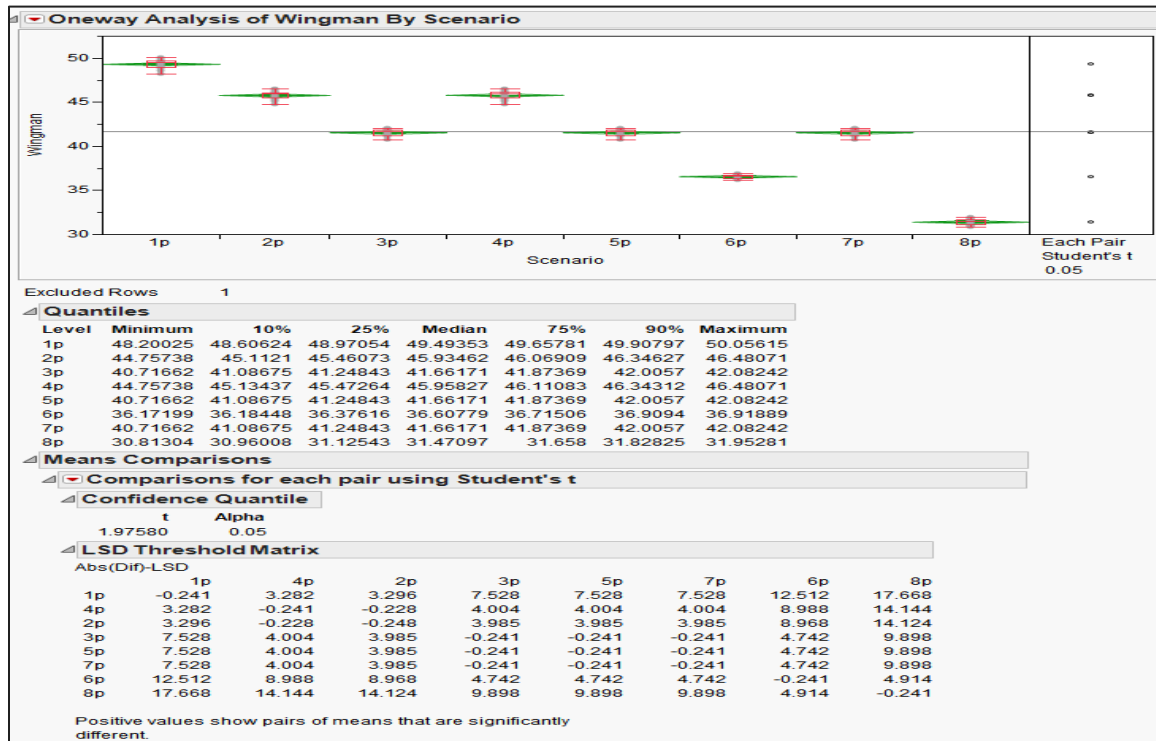 Oneway Analysis of Wingman By Scenario
50
45
40
35
30
Wingman
1p 2p 3p 4p 5p 6p 7p 8p
Scenario
Each Pair
Student's t
0.05
Excluded Rows 1
Quantiles
Level Minimum 10% 25% Median 75% 90% Maximum
1p 48.20025 48.60624 48.97054 49.49353 49.65781 49.90797 50.05615
2p 44.75738 45.1121 45.46073 45.93462 46.06909 46.34627 46.48071
3p 40.71662 41.08675 41.24843 41.66171 41.87369 42.0057 42.08242
4p 44.75738 45.13437 45.47264 45.95827 46.11083 46.34312 46.48071
5p 40.71662 41.08675 41.24843 41.66171 41.87369 42.0057 42.08242
6p 36.17199 36.18448 36.37616 36.60779 36.71506 36.9094 36.91889
7p 40.71662 41.08675 41.24843 41.66171 41.87369 42.0057 42.08242
8p 30.81304 30.96008 31.12543 31.47097 31.658 31.82825 31.95281
Means Comparisons
Comparisons for each pair using Student's t
Confidence Quantile
t Alpha
1.97580 0.05
LSD Threshold Matrix
Abs(Dif)-LSD
1p 4p 2p 3p 5p 7p 6p 8p
1p -0.241 3.282 3.296 7.528 7.528 7.528 12.512 17.668
4p 3.282 -0.241 -0.228 4.004 4.004 4.004 8.988 14.144
2p 3.296 -0.228 -0.248 3.985 3.985 3.985 8.968 14.124
3p 7.528 4.004 3.985 -0.241 -0.241 -0.241 4.742 9.898
5p 7.528 4.004 3.985 -0.241 -0.241 -0.241 4.742 9.898
7p 7.528 4.004 3.985 -0.241 -0.241 -0.241 4.742 9.898
6p 12.512 8.988 8.968 4.742 4.742 4.742 -0.241 4.914
8p 17.668 14.144 14.124 9.898 9.898 9.898 4.914 -0.241
Positive values show pairs of means that are significantly
different.